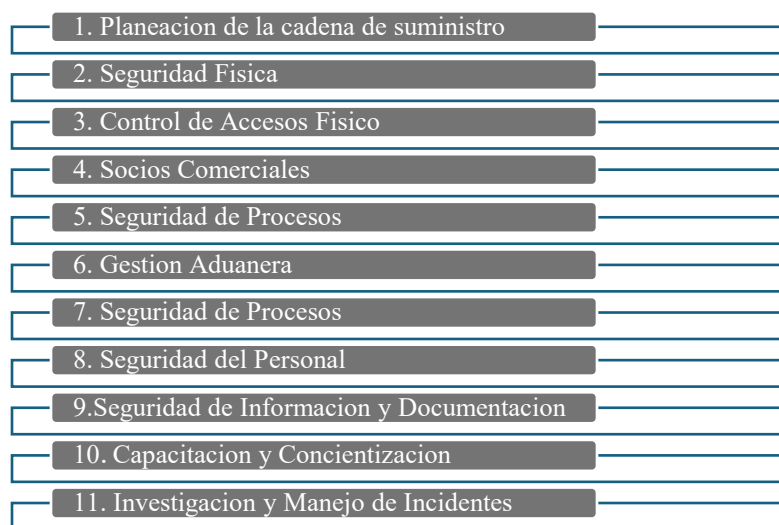 1. Planeacion de la cadena de suministro
2. Seguridad Fisica
3. Control de Accesos Fisico
4. Socios Comerciales
5. Seguridad de Procesos
6. Gestion Aduanera
7. Seguridad de Procesos
8. Seguridad del Personal
9.Seguridad de Informacion y Documentacion
10. Capacitacion y Concientizacion
11. Investigacion y Manejo de Incidentes